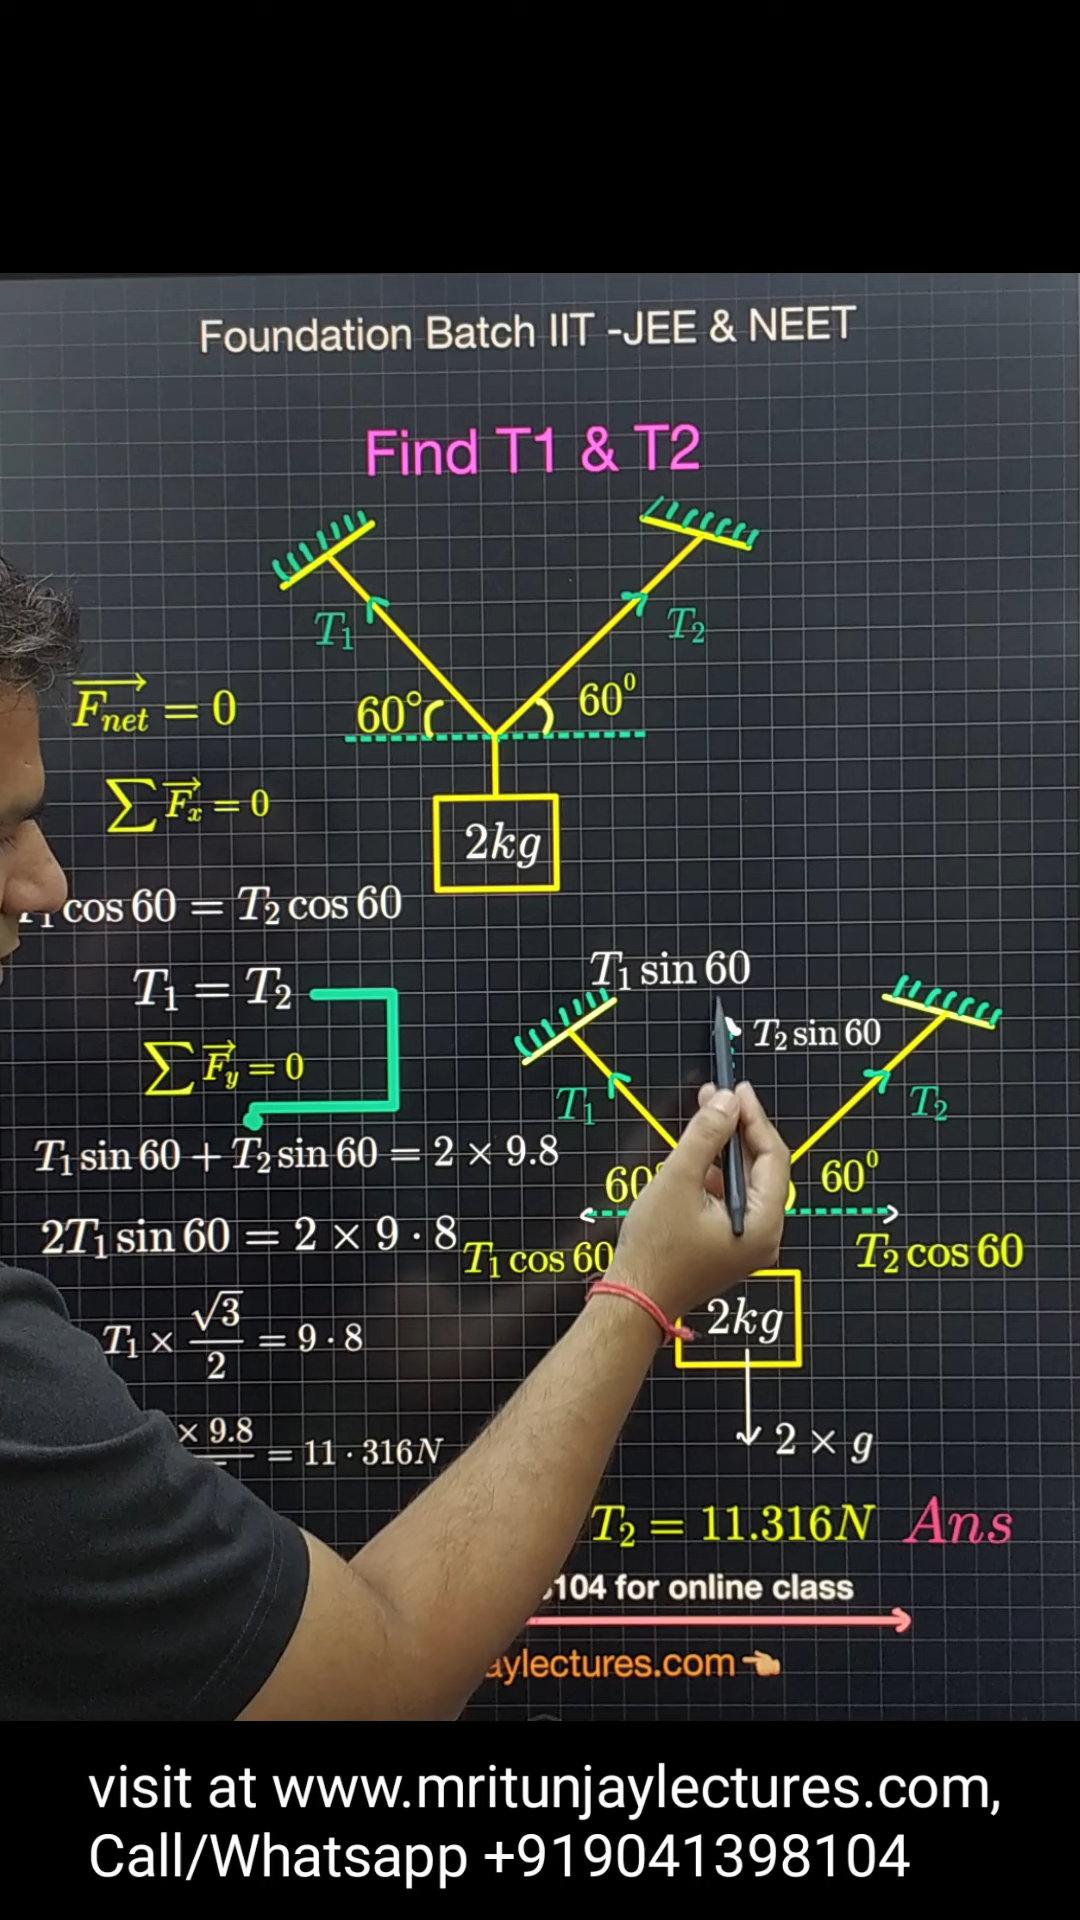 Foundation Batch IIT -JEE & NEET
Find T1 & T2
T₁
T₂
60°
60⁰
2kg
F⃗net = 0
∑ F⃗x = 0
T₁ cos 60 = T₂ cos 60
T₁ = T₂
∑ F⃗y = 0
T₁ sin 60 + T₂ sin 60 = 2 × 9.8
2T₁ sin 60 = 2 × 9 · 8
T₁ × √3/2 = 9 · 8
× 9.8
= 11 · 316N
T₁ sin 60
T₂ sin 60
T₁
T₂
60
60⁰
T₁ cos 60
T₂ cos 60
2kg
2 × g
T₂ = 11.316N Ans
104 for online class
aylectures.com
visit at www.mritunjaylectures.com,
Call/Whatsapp +919041398104